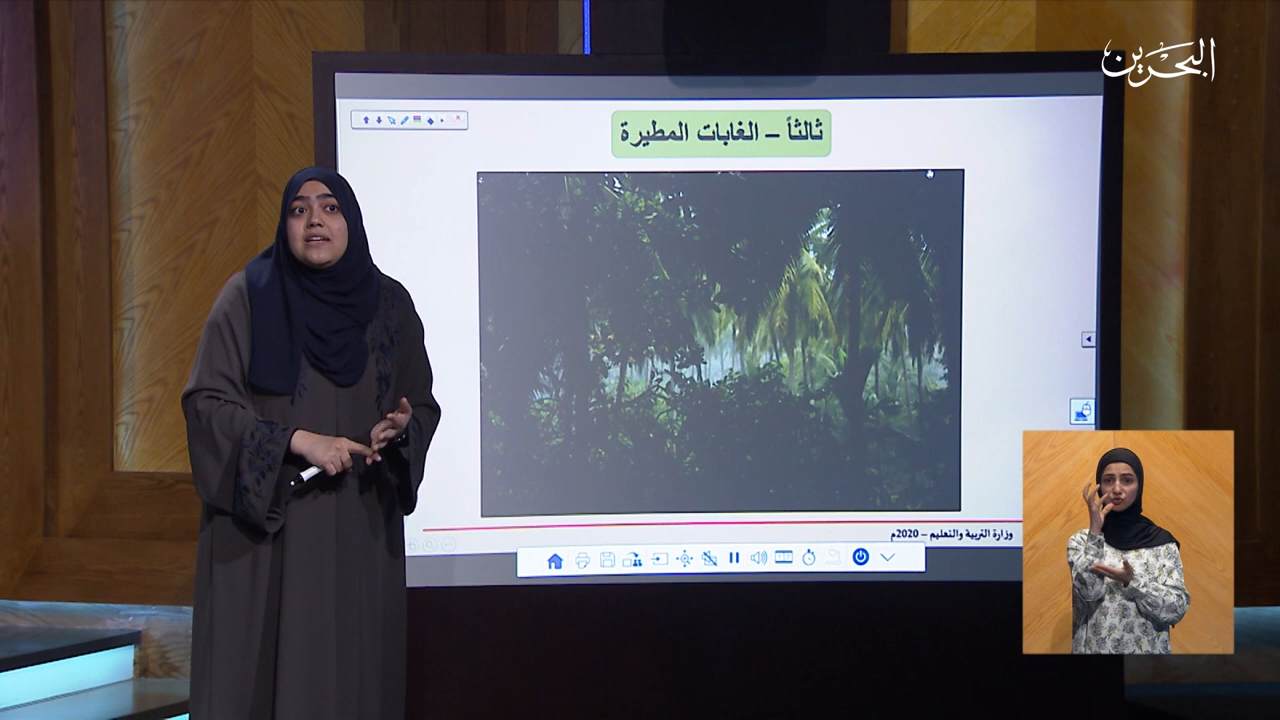 البحرين
ثالثاً – الغابات المطيرة
وزارة التربية والتعليم – 2020م